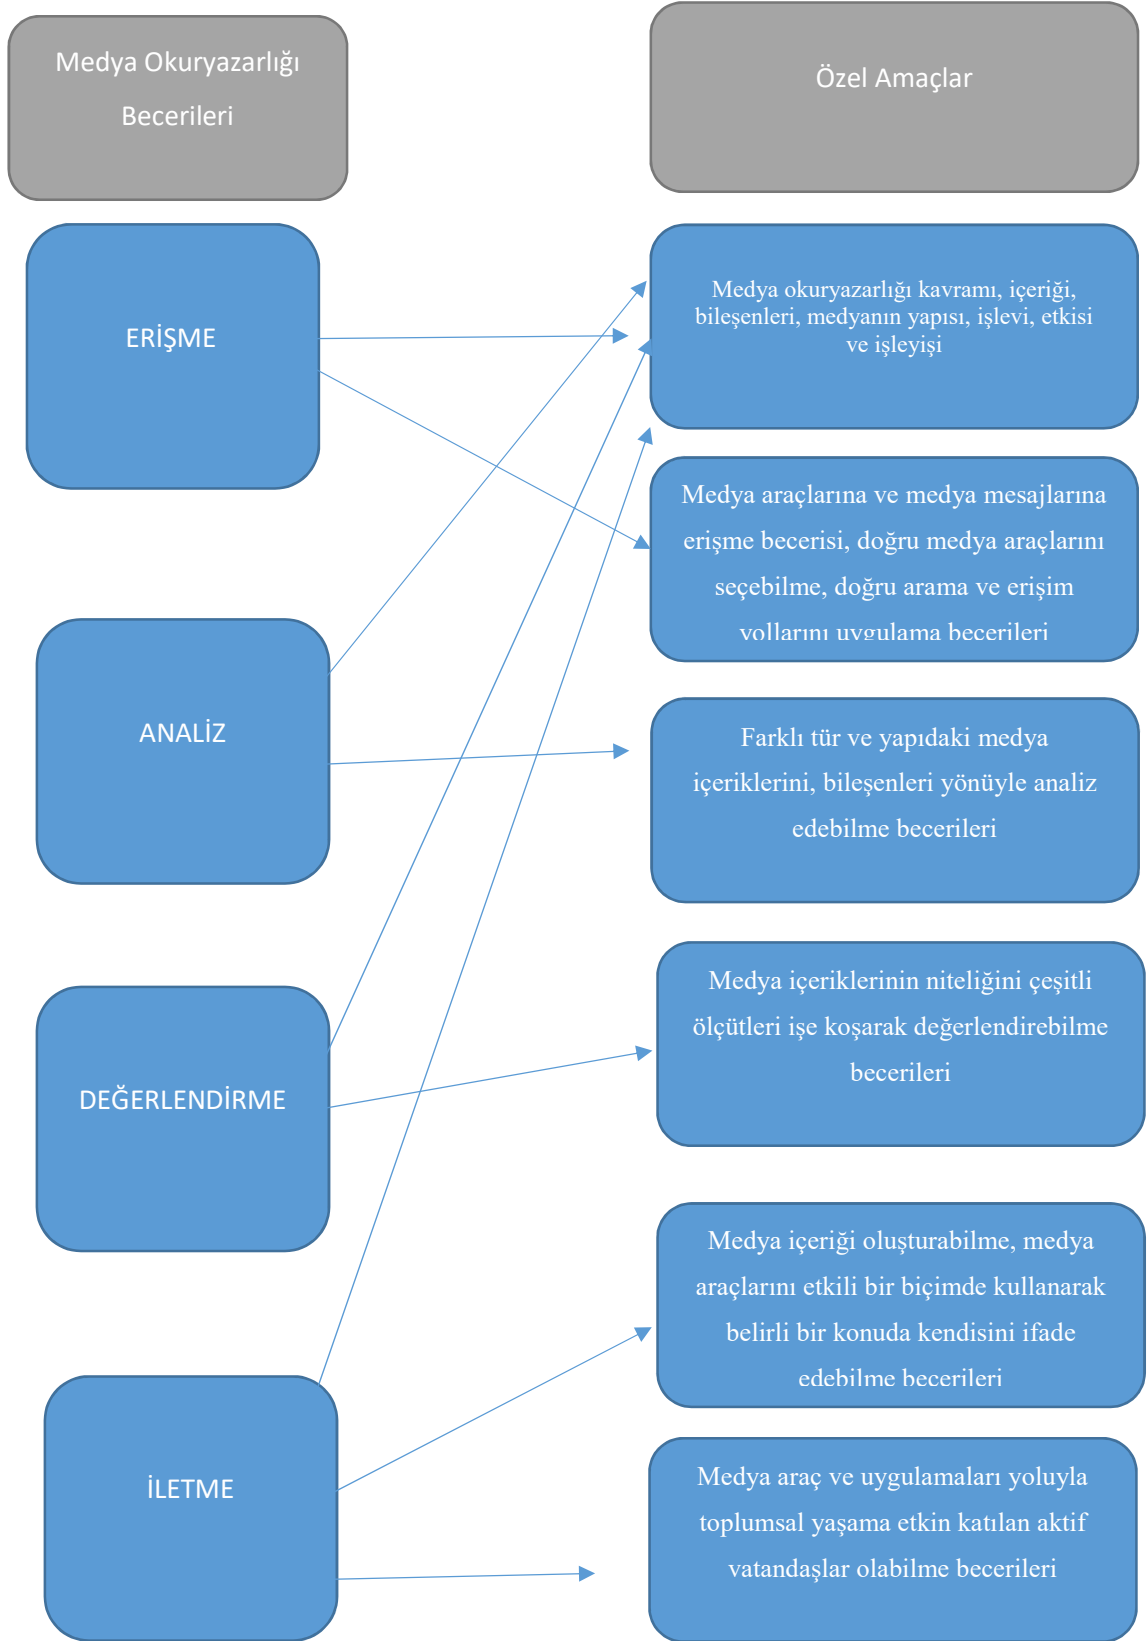 Medya Okuryazarlığı
Becerileri
Özel Amaçlar
ERİŞME
Medya okuryazarlığı kavramı, içeriği,
bileşenleri, medyanın yapısı, işlevi, etkisi
ve işleyişi
Medya araçlarına ve medya mesajlarına
erişme becerisi, doğru medya araçlarını
seçebilme, doğru arama ve erişim
yollarını uygulama becerileri
ANALİZ
Farklı tür ve yapıdaki medya
içeriklerini, bileşenleri yönüyle analiz
edebilme becerileri
DEĞERLENDİRME
Medya içeriklerinin niteliğini çeşitli
ölçütleri işe koşarak değerlendirebilme
becerileri
Medya içeriği oluşturabilme, medya
araçlarını etkili bir biçimde kullanarak
belirli bir konuda kendisini ifade
edebilme becerileri
İLETME
Medya araç ve uygulamaları yoluyla
toplumsal yaşama etkin katılan aktif
vatandaşlar olabilme becerileri